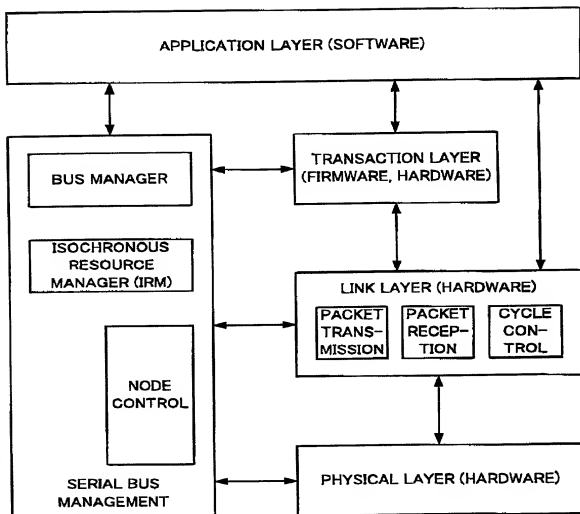 APPLICATION LAYER (SOFTWARE)
BUS MANAGER
ISOCHRONOUS
RESOURCE
MANAGER (IRM)
NODE
CONTROL
SERIAL BUS
MANAGEMENT
TRANSACTION LAYER
(FIRMWARE, HARDWARE)
LINK LAYER (HARDWARE)
PACKET
TRANS-
MISSION
PACKET
RECEP-
TION
CYCLE
CON-
TROL
PHYSICAL LAYER (HARDWARE)